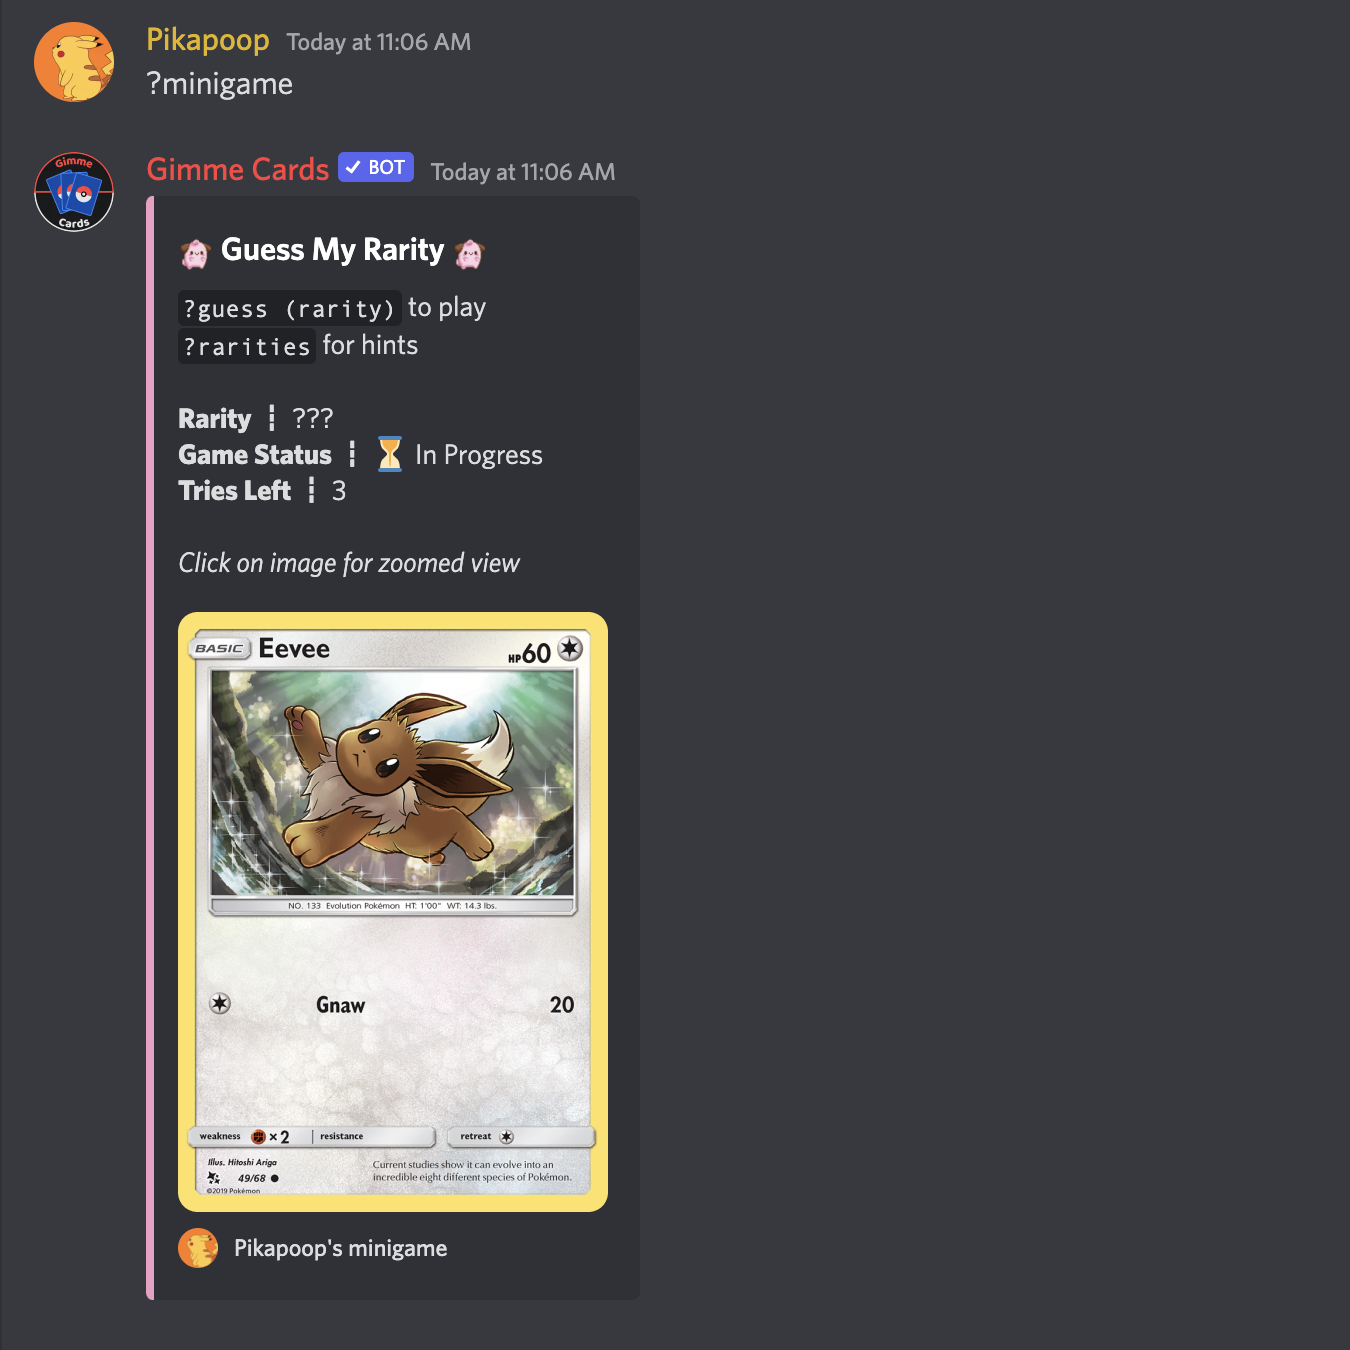 Pikapoop Today at 11:06 AM
?minigame
Gimme
Cards
Gimme Cards ✓ BOT Today at 11:06 AM
Guess My Rarity
?guess (rarity) to play
?rarities for hints
Rarity ┋ ???
Game Status ┋ ⏳ In Progress
Tries Left ┋ 3
Click on image for zoomed view
BASIC Eevee HP60
NO. 133 Evolution Pokémon HT: 1'00" WT: 14.3 lbs.
Gnaw 20
weakness ×2 resistance retreat
Illus. Hitoshi Ariga
49/68 ●
©2019 Pokémon
Current studies show it can evolve into an
incredible eight different species of Pokémon.
Pikapoop's minigame